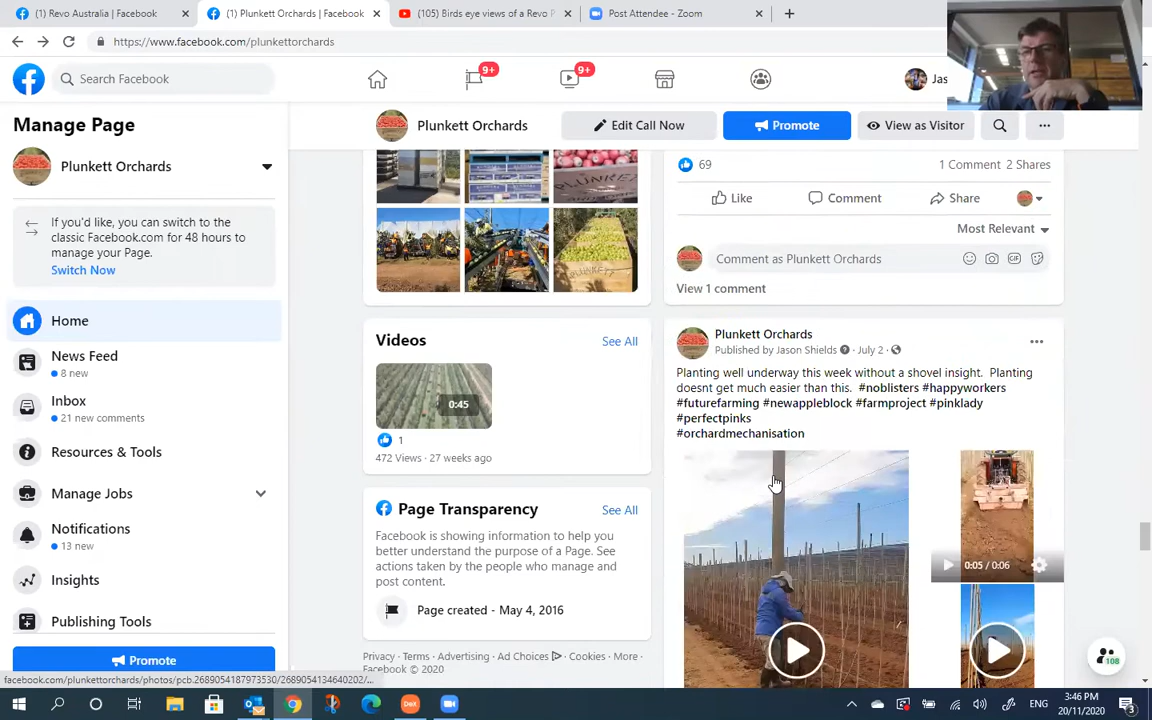 (1) Revo Australia | Facebook
(1) Plunkett Orchards | Facebook
(105) Birds eye views of a Revo P
Post Attendee - Zoom
https://www.facebook.com/plunkettorchards
Search Facebook
9+
9+
Jas
Manage Page
Plunkett Orchards
Edit Call Now
Promote
View as Visitor
Plunkett Orchards
If you'd like, you can switch to the
classic Facebook.com for 48 hours to
manage your Page.
Switch Now
Home
News Feed
8 new
Inbox
21 new comments
Resources & Tools
Manage Jobs
Notifications
13 new
Insights
Publishing Tools
Promote
PLUNKETT
Videos
See All
0:45
1
472 Views · 27 weeks ago
Page Transparency
See All
Facebook is showing information to help you
better understand the purpose of a Page. See
actions taken by the people who manage and
post content.
Page created - May 4, 2016
Privacy · Terms · Advertising · Ad Choices · Cookies · More ·
Facebook © 2020
69
1 Comment 2 Shares
Like
Comment
Share
Most Relevant
Comment as Plunkett Orchards
GIF
View 1 comment
Plunkett Orchards
Published by Jason Shields · July 2 ·
Planting well underway this week without a shovel insight. Planting
doesnt get much easier than this. #noblisters #happyworkers
#futurefarming #newappleblock #farmproject #pinklady
#perfectpinks
#orchardmechanisation
0:05 / 0:06
108
facebook.com/plunkettorchards/photos/pcb.2689054187973530/2689054134640202/...
Dell
ENG
3:46 PM
20/11/2020
3